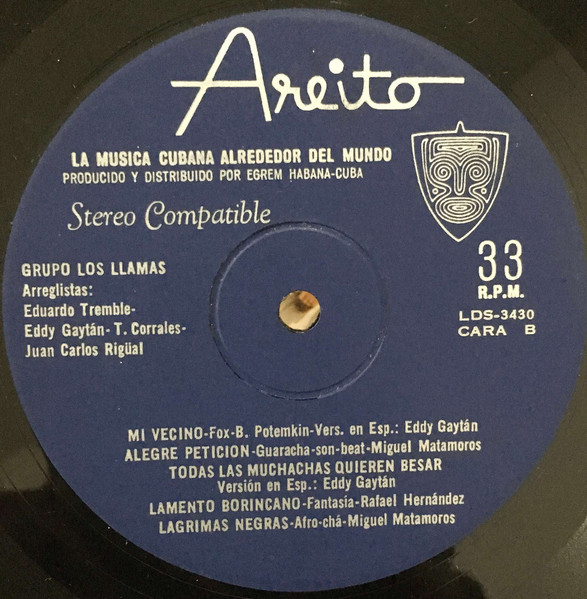 Areito
LA MUSICA CUBANA ALREDEDOR DEL MUNDO
PRODUCIDO Y DISTRIBUIDO POR EGREM HABANA-CUBA
Stereo Compatible
GRUPO LOS LLAMAS
Arreglistas:
Eduardo Tremble-
Eddy Gaytán- T. Corrales-
Juan Carlos Rigüal
33
R.P.M.
LDS-3430
CARA B
MI VECINO-Fox-B. Potemkin-Vers. en Esp.: Eddy Gaytán
ALEGRE PETICION-Guaracha-son-beat-Miguel Matamoros
TODAS LAS MUCHACHAS QUIEREN BESAR
Versión en Esp.: Eddy Gaytán
LAMENTO BORINCANO-Fantasía-Rafael Hernández
LAGRIMAS NEGRAS-Afro-chá-Miguel Matamoros